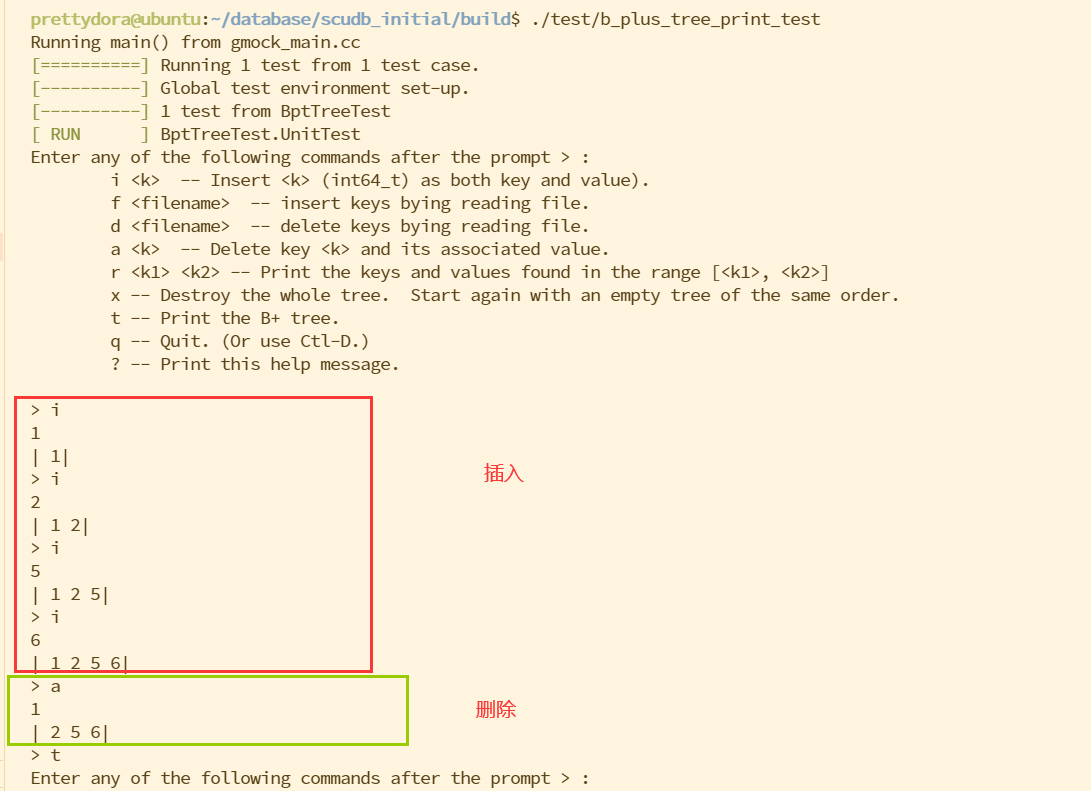 prettydora@ubuntu:~/database/scudb_initial/build$ ./test/b_plus_tree_print_test
Running main() from gmock_main.cc
[==========] Running 1 test from 1 test case.
[----------] Global test environment set-up.
[----------] 1 test from BptTreeTest
[ RUN      ] BptTreeTest.UnitTest
Enter any of the following commands after the prompt > :
        i <k>  -- Insert <k> (int64_t) as both key and value).
        f <filename>  -- insert keys bying reading file.
        d <filename>  -- delete keys bying reading file.
        a <k>  -- Delete key <k> and its associated value.
        r <k1> <k2> -- Print the keys and values found in the range [<k1>, <k2>]
        x -- Destroy the whole tree.  Start again with an empty tree of the same order.
        t -- Print the B+ tree.
        q -- Quit. (Or use Ctl-D.)
        ? -- Print this help message.
> i
1
| 1|
> i
插入
2
| 1 2|
> i
5
| 1 2 5|
> i
6
| 1 2 5 6|
> a
1
删除
| 2 5 6|
> t
Enter any of the following commands after the prompt > :